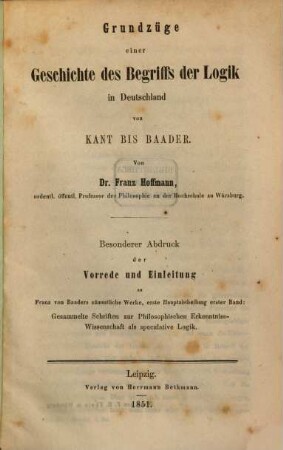 Grundzüge
einer
Geschichte des Begriffs der Logik
in Deutschland
von
KANT BIS BAADER.
Von
Dr. Franz Hoffmann,
ordentl. öffentl. Professor der Philosophie an der Hochschule zu Würzburg.
Besonderer Abdruck
der
Vorrede und Einleitung
zu
Franz von Baaders sämmtliche Werke, erste Hauptabtheilung erster Band:
Gesammelte Schriften zur Philosophischen Erkenntniss-
Wissenschaft als speculative Logik.
Leipzig.
Verlag von Herrmann Bethmann.
1851.